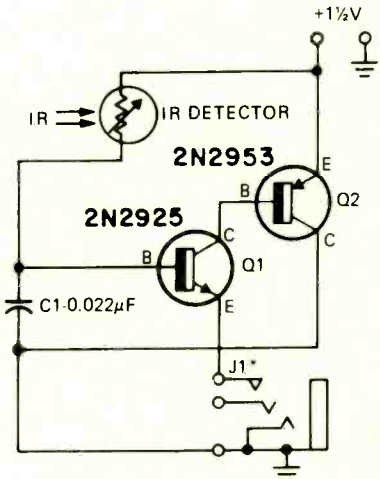 +1½V
IR
IR DETECTOR
2N2953
E
B
Q2
2N2925
C
C
B
Q1
C1-0.022µF
E
J1*